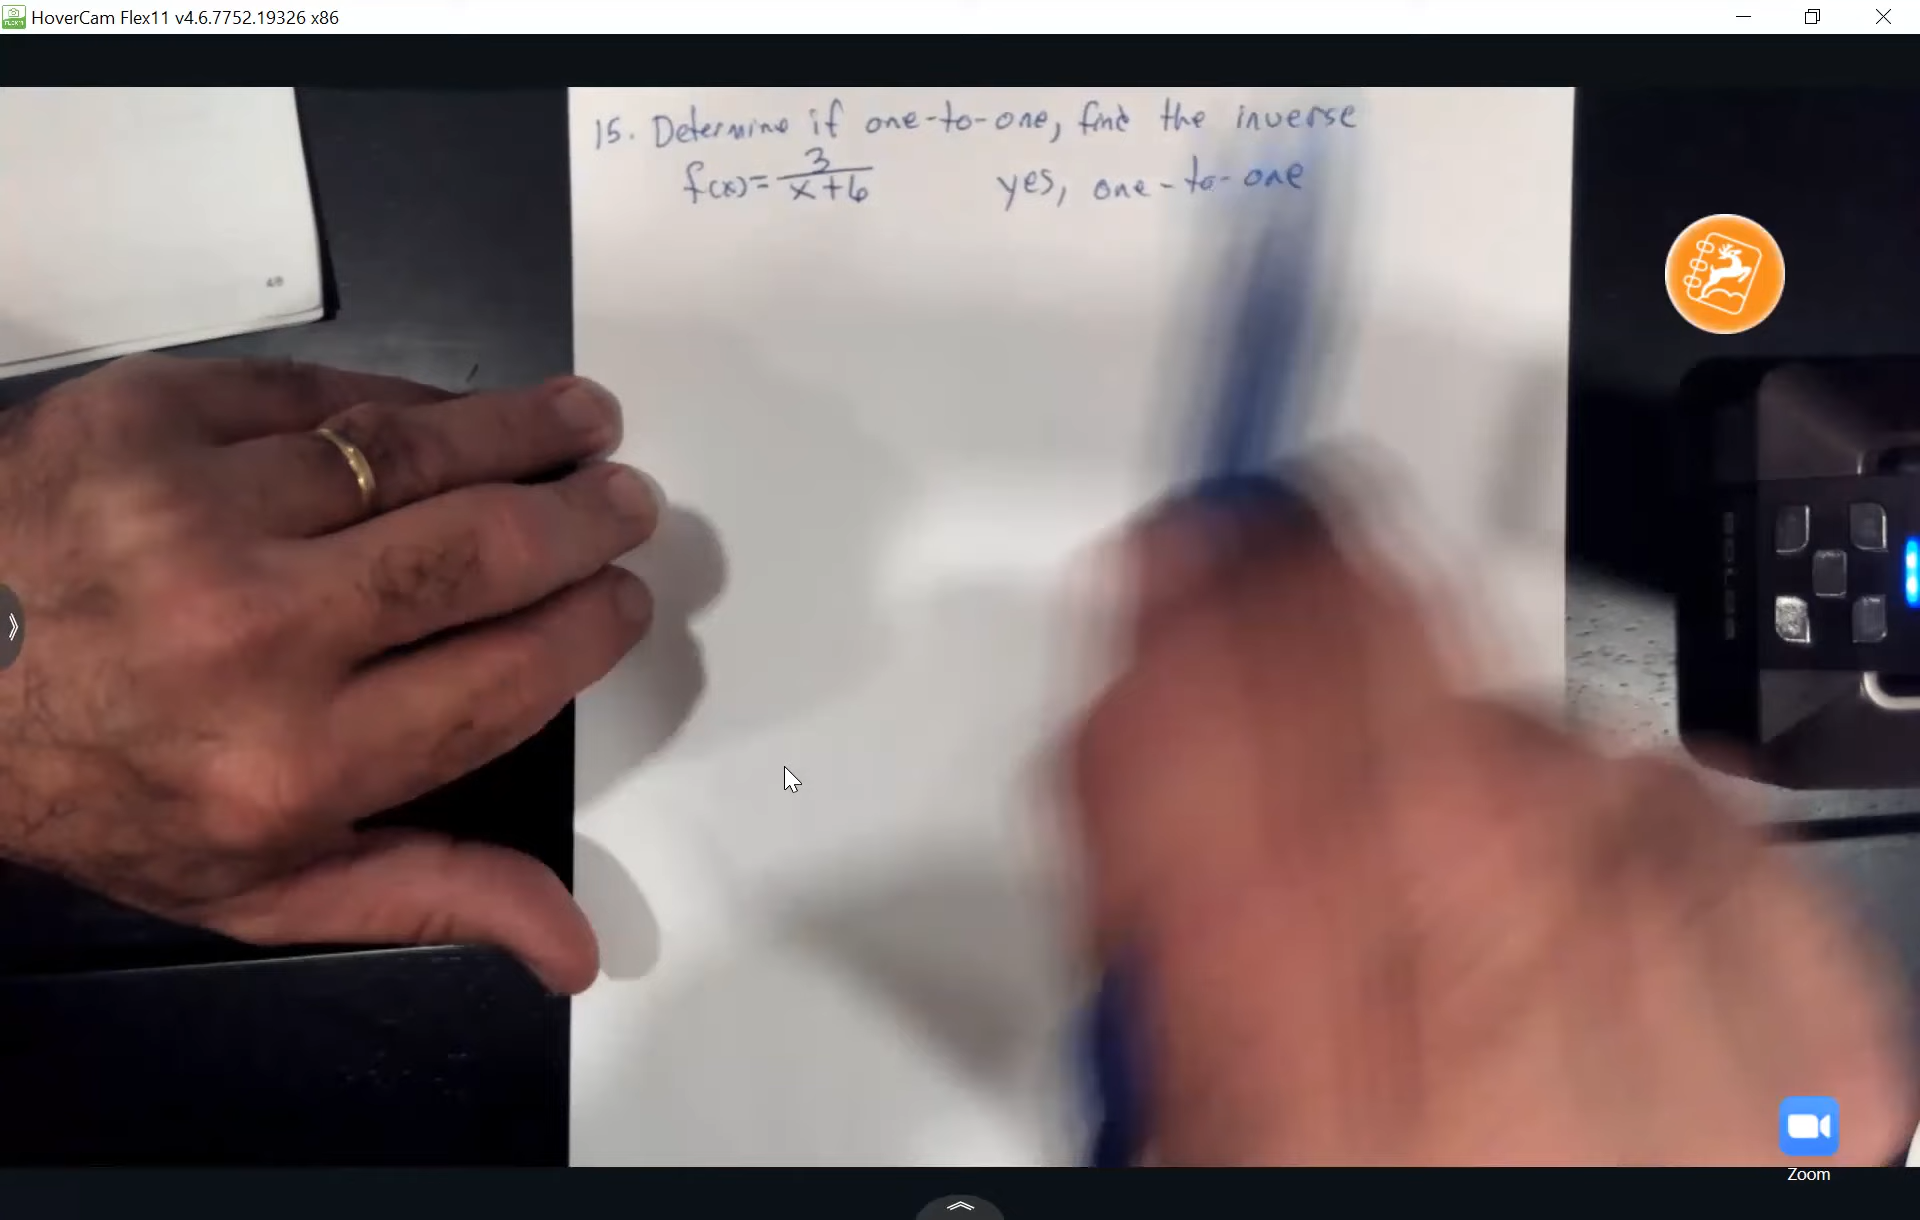 HoverCam Flex11 v4.6.7752.19326 x86
15. Determine if one-to-one, find the inverse
f(x)= 3/(x+6) yes, one-to-one
Zoom